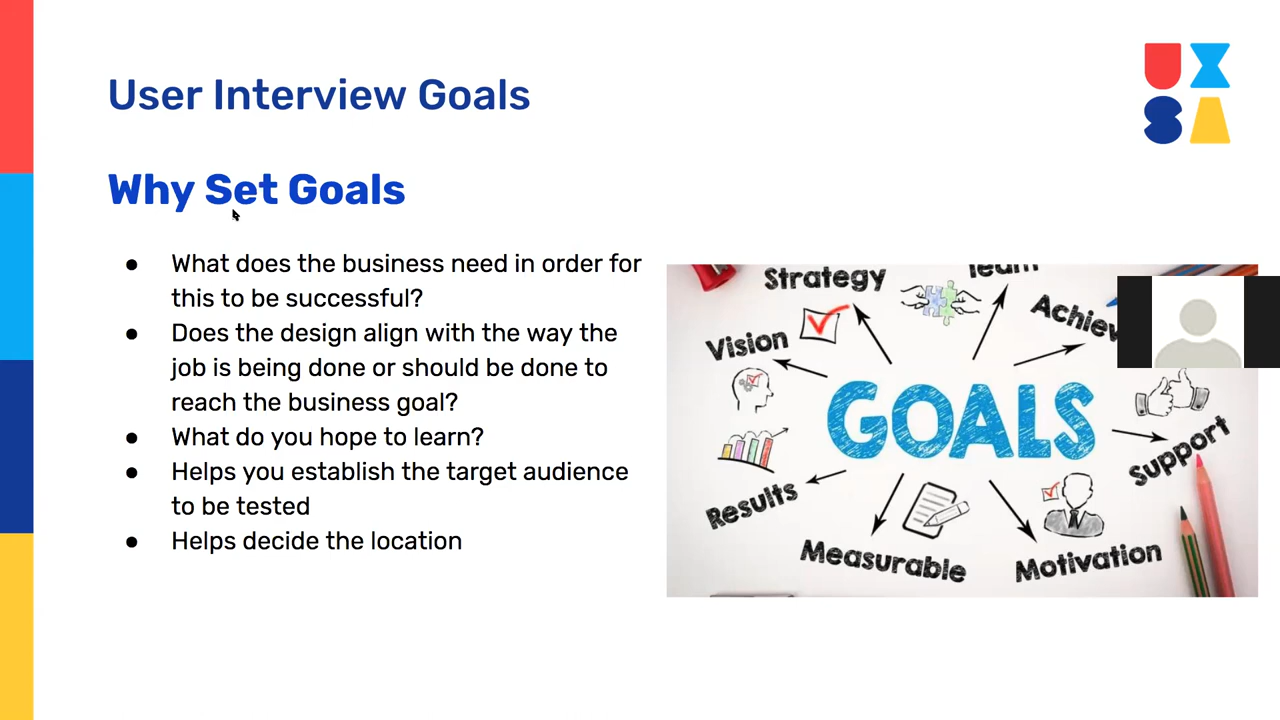 User Interview Goals
UX
SA
Why Set Goals
● What does the business need in order for
this to be successful?
● Does the design align with the way the
job is being done or should be done to
reach the business goal?
● What do you hope to learn?
● Helps you establish the target audience
to be tested
● Helps decide the location
Strategy
Team
Vision
GOALS
Support
Results
Measurable
Motivation